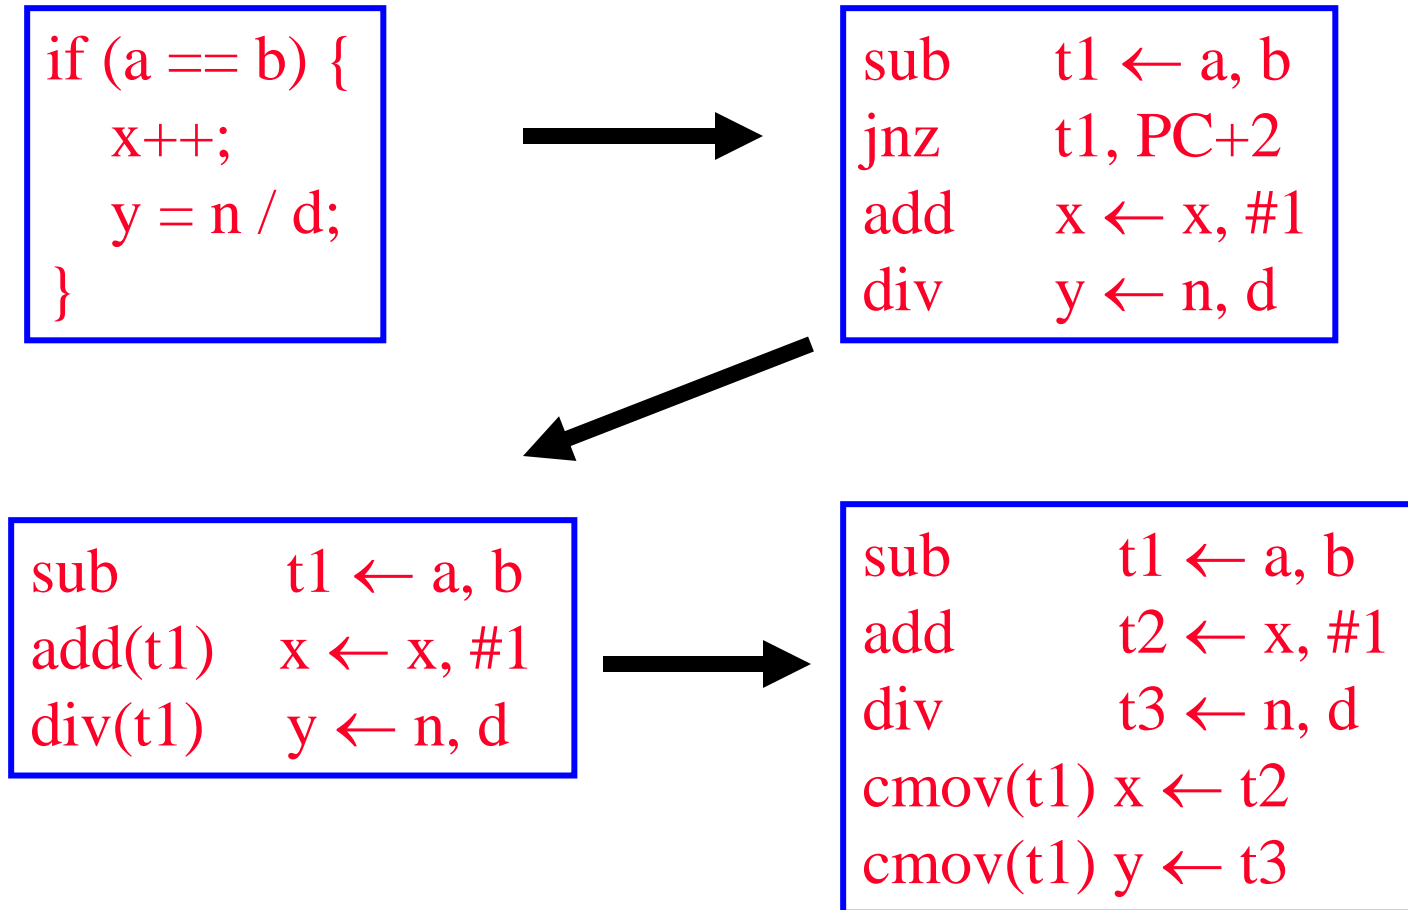 if (a == b) {
x++;
y = n / d;
}
sub t1 ← a, b
jnz t1, PC+2
add x ← x, #1
div y ← n, d
sub t1 ← a, b
add(t1) x ← x, #1
div(t1) y ← n, d
sub t1 ← a, b
add t2 ← x, #1
div t3 ← n, d
cmov(t1) x ← t2
cmov(t1) y ← t3